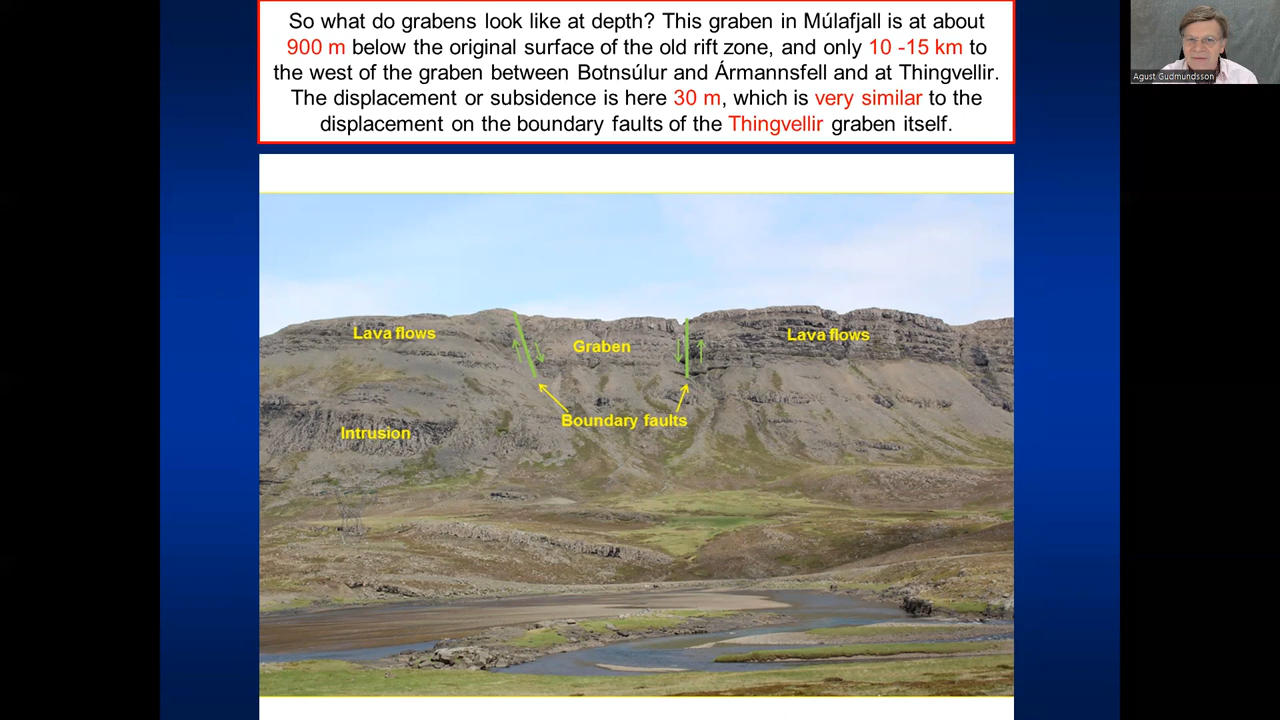 So what do grabens look like at depth? This graben in Múlafjall is at about
900 m below the original surface of the old rift zone, and only 10 -15 km to
the west of the graben between Botnsúlur and Ármannsfell and at Thingvellir.
The displacement or subsidence is here 30 m, which is very similar to the
displacement on the boundary faults of the Thingvellir graben itself.
Agust Gudmundsson
Lava flows
Graben
Lava flows
Boundary faults
Intrusion